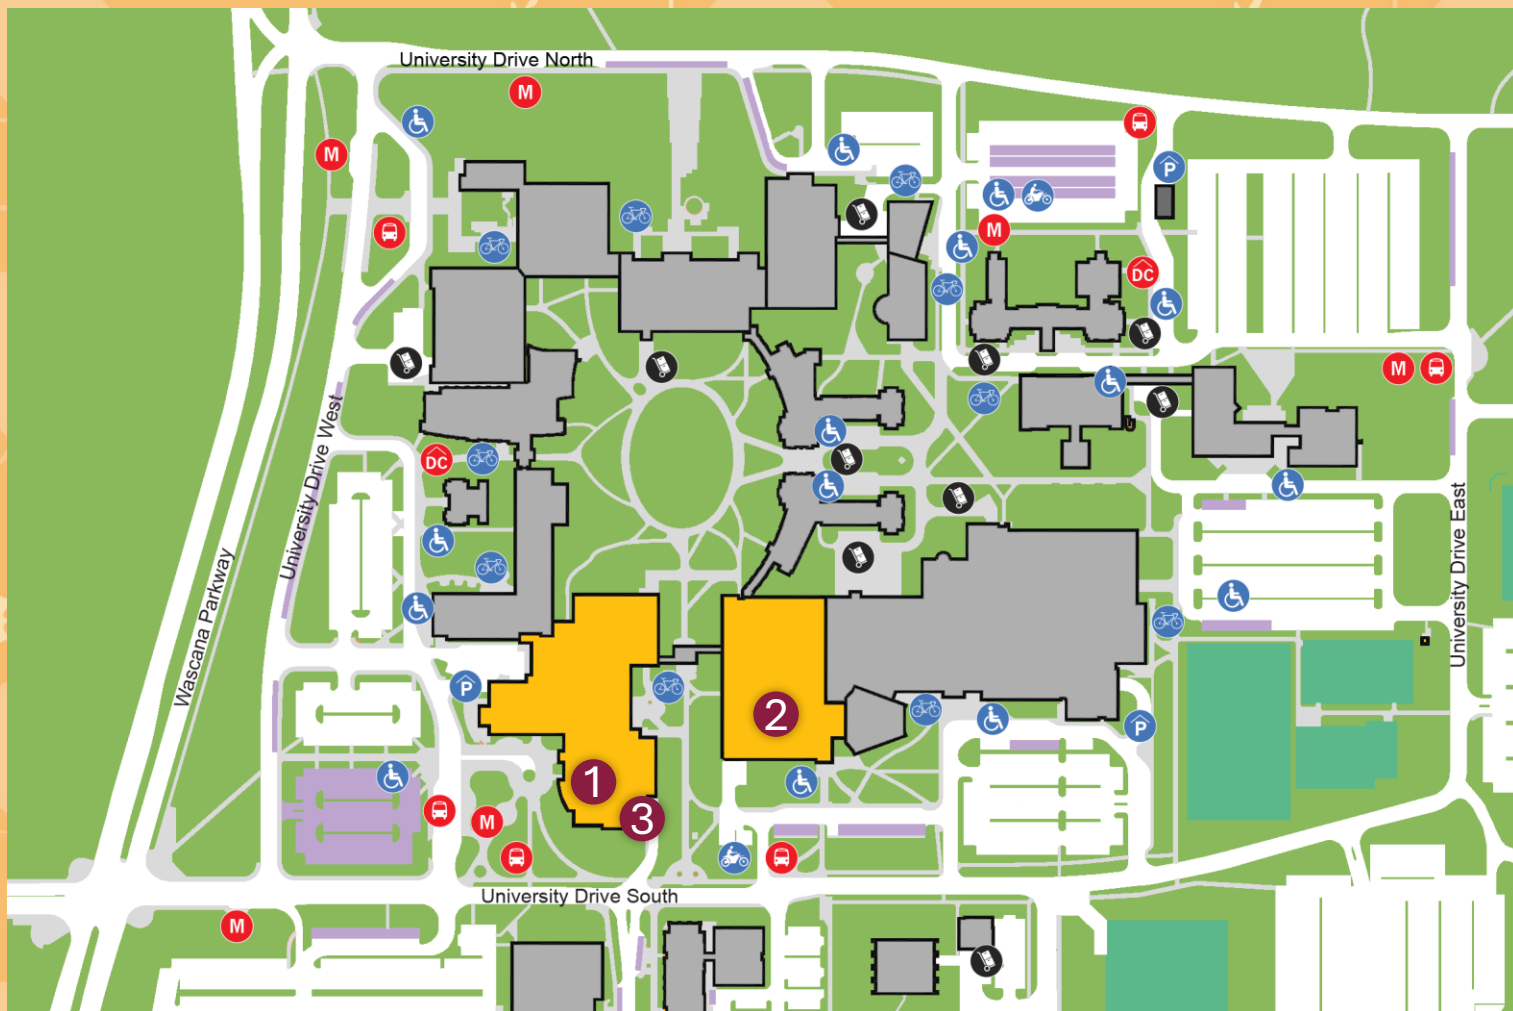 University Drive North
M
M
P
M
DC
M
University Drive West
DC
University Drive East
Wascana Parkway
P
2
P
1
3
M
University Drive South
M